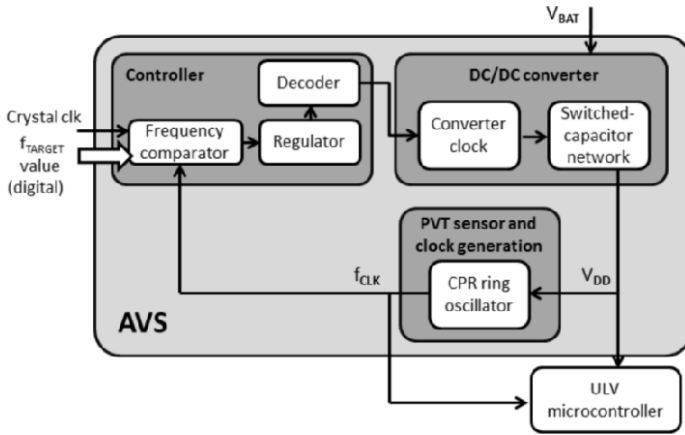 V_BAT
Controller
Decoder
DC/DC converter
Crystal clk
f_TARGET
value
(digital)
Frequency
comparator
Regulator
Converter
clock
Switched-
capacitor
network
PVT sensor and
clock generation
f_CLK
CPR ring
oscillator
V_DD
AVS
ULV
microcontroller